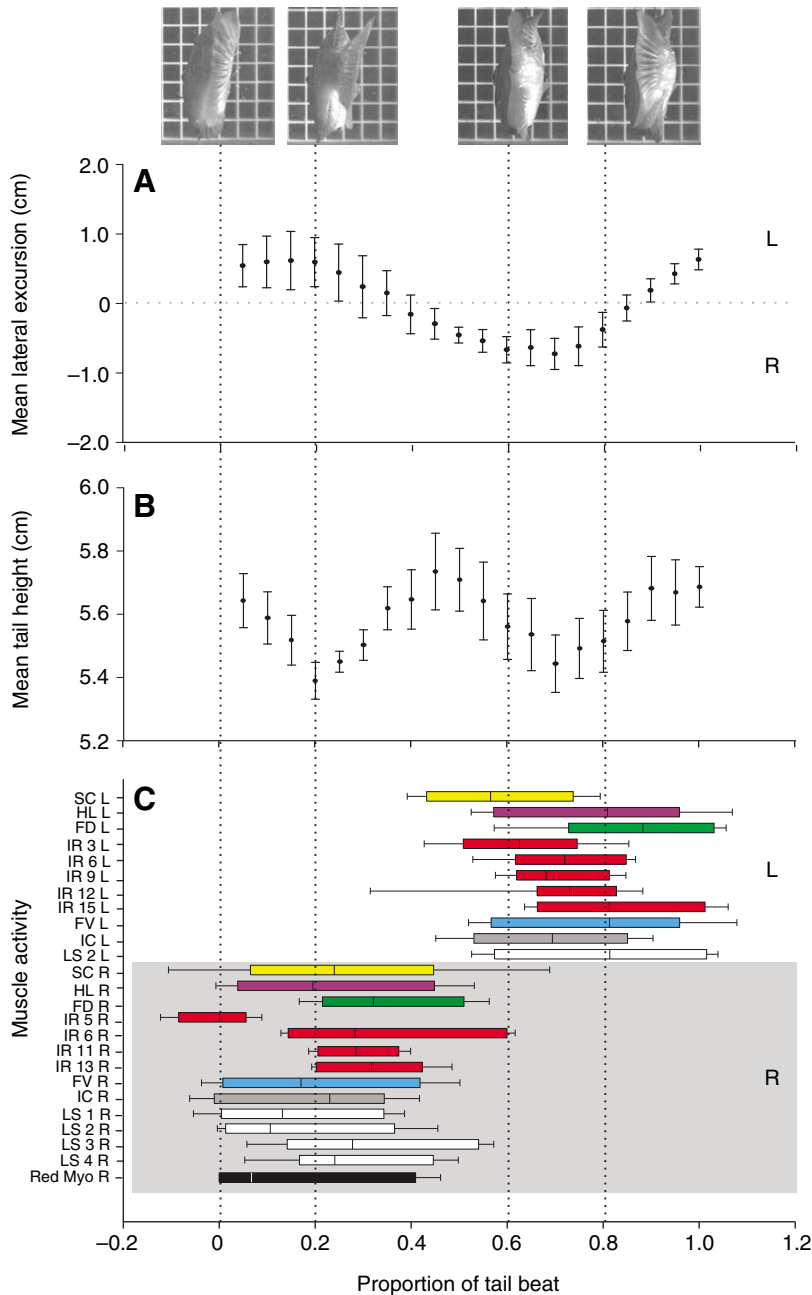 A
Mean lateral excursion (cm)
2.0
1.0
0
–1.0
–2.0
L
R
B
Mean tail height (cm)
6.0
5.8
5.6
5.4
5.2
C
Muscle activity
SC L
HL L
FD L
IR 3 L
IR 6 L
IR 9 L
IR 12 L
IR 15 L
FV L
IC L
LS 2 L
L
SC R
HL R
FD R
IR 5 R
IR 6 R
IR 11 R
IR 13 R
FV R
IC R
LS 1 R
LS 2 R
LS 3 R
LS 4 R
Red Myo R
R
–0.2 0 0.2 0.4 0.6 0.8 1.0 1.2
Proportion of tail beat